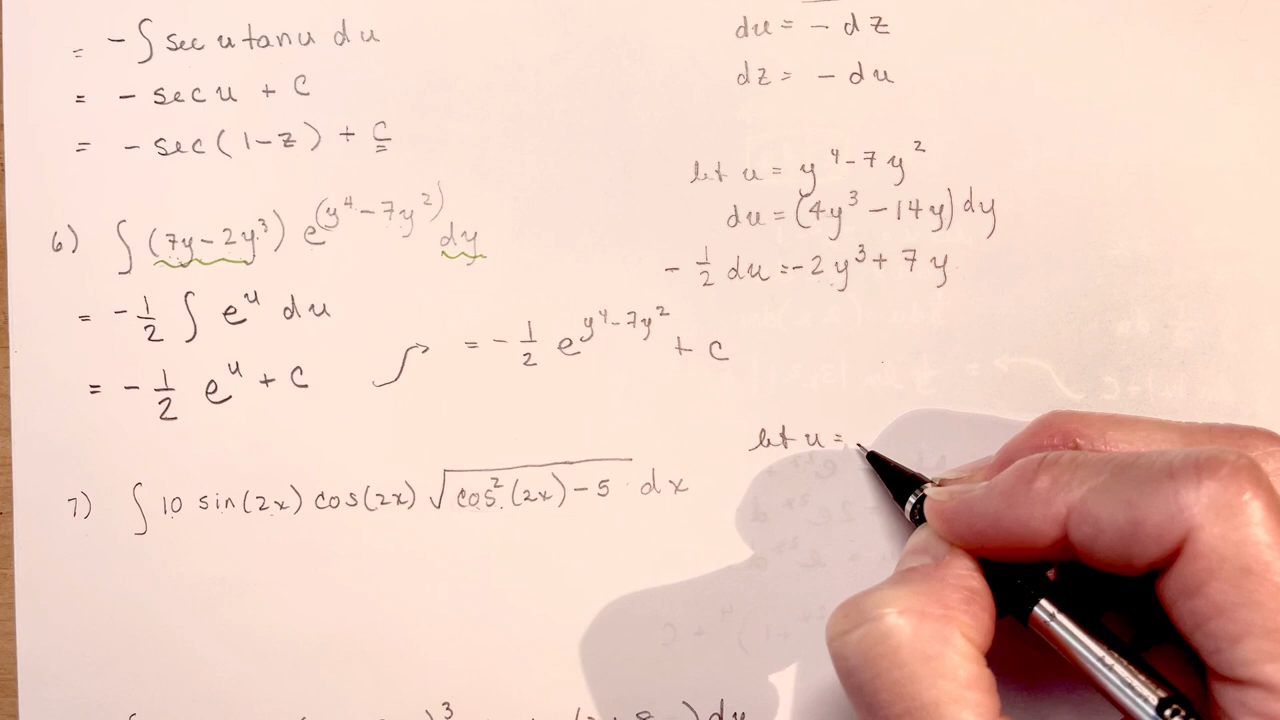 = - ∫ sec u tan u du
= - sec u + C
= - sec(1-z) + C
du = - dz
dz = - du
6) ∫ (7y-2y³) e^(y⁴-7y²) dy
= -1/2 ∫ e^u du
= -1/2 e^u + C
= -1/2 e^(y⁴-7y²) + C
let u = y⁴-7y²
du = (4y³-14y) dy
-1/2 du = -2y³+7y
7) ∫ 10 sin(2x) cos(2x) √(cos²(2x)-5) dx
let u =